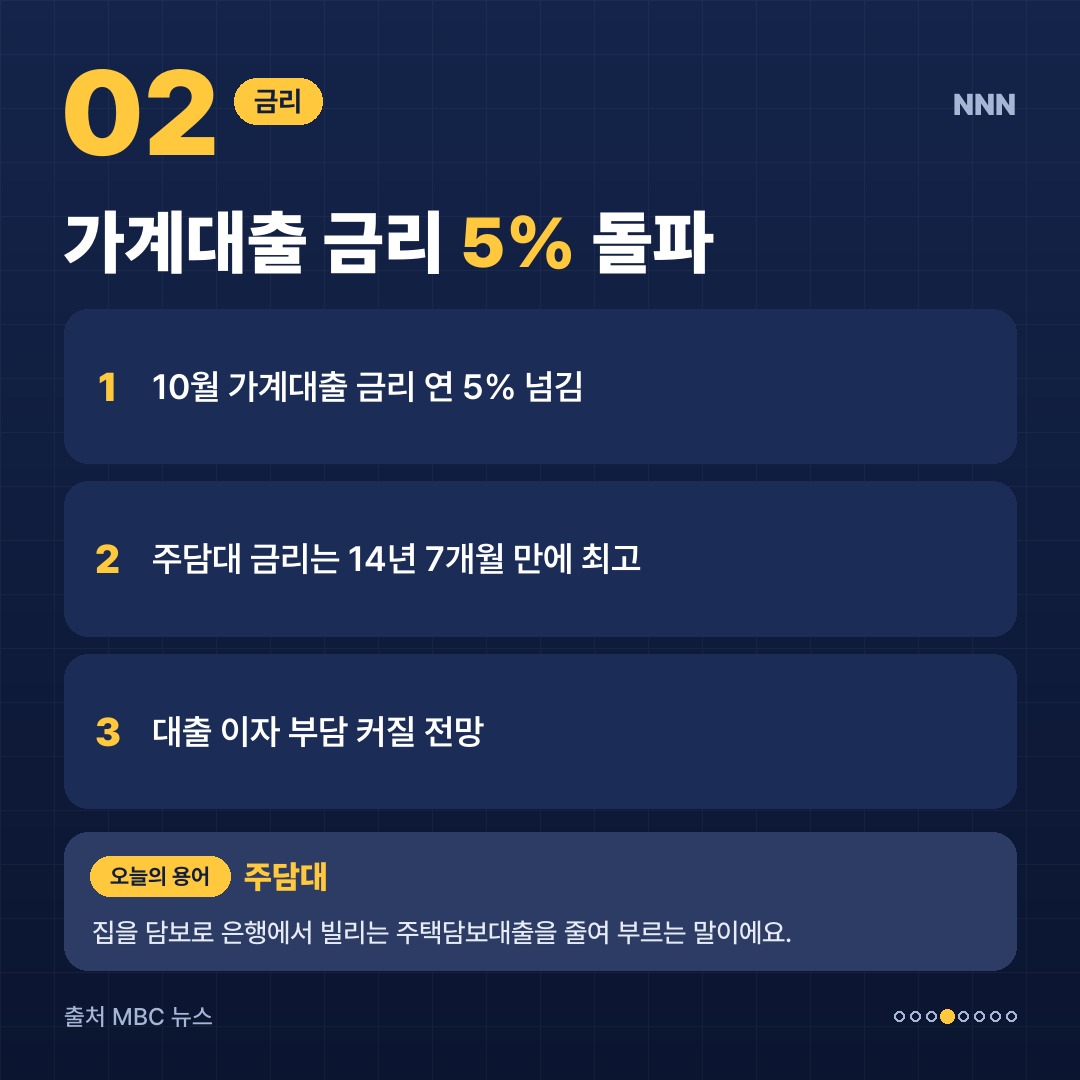 02 금리
NNN
가계대출 금리 5% 돌파
1 10월 가계대출 금리 연 5% 넘김
2 주담대 금리는 14년 7개월 만에 최고
3 대출 이자 부담 커질 전망
오늘의 용어 주담대
집을 담보로 은행에서 빌리는 주택담보대출을 줄여 부르는 말이에요.
출처 MBC 뉴스